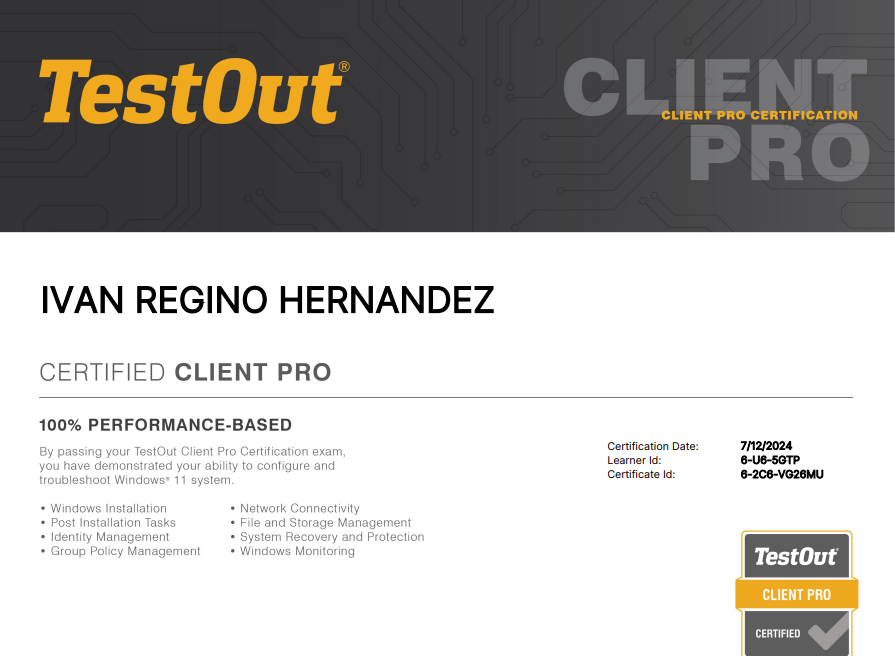 TestOut®
CLIENT
CLIENT PRO CERTIFICATION
PRO
IVAN REGINO HERNANDEZ
CERTIFIED CLIENT PRO
100% PERFORMANCE-BASED
By passing your TestOut Client Pro Certification exam,
you have demonstrated your ability to configure and
troubleshoot Windows® 11 system.
• Windows Installation
• Post Installation Tasks
• Identity Management
• Group Policy Management
• Network Connectivity
• File and Storage Management
• System Recovery and Protection
• Windows Monitoring
Certification Date: 7/12/2024
Learner Id: 6-U6-5GTP
Certificate Id: 6-2C6-VG26MU
TestOut®
CLIENT PRO
CERTIFIED